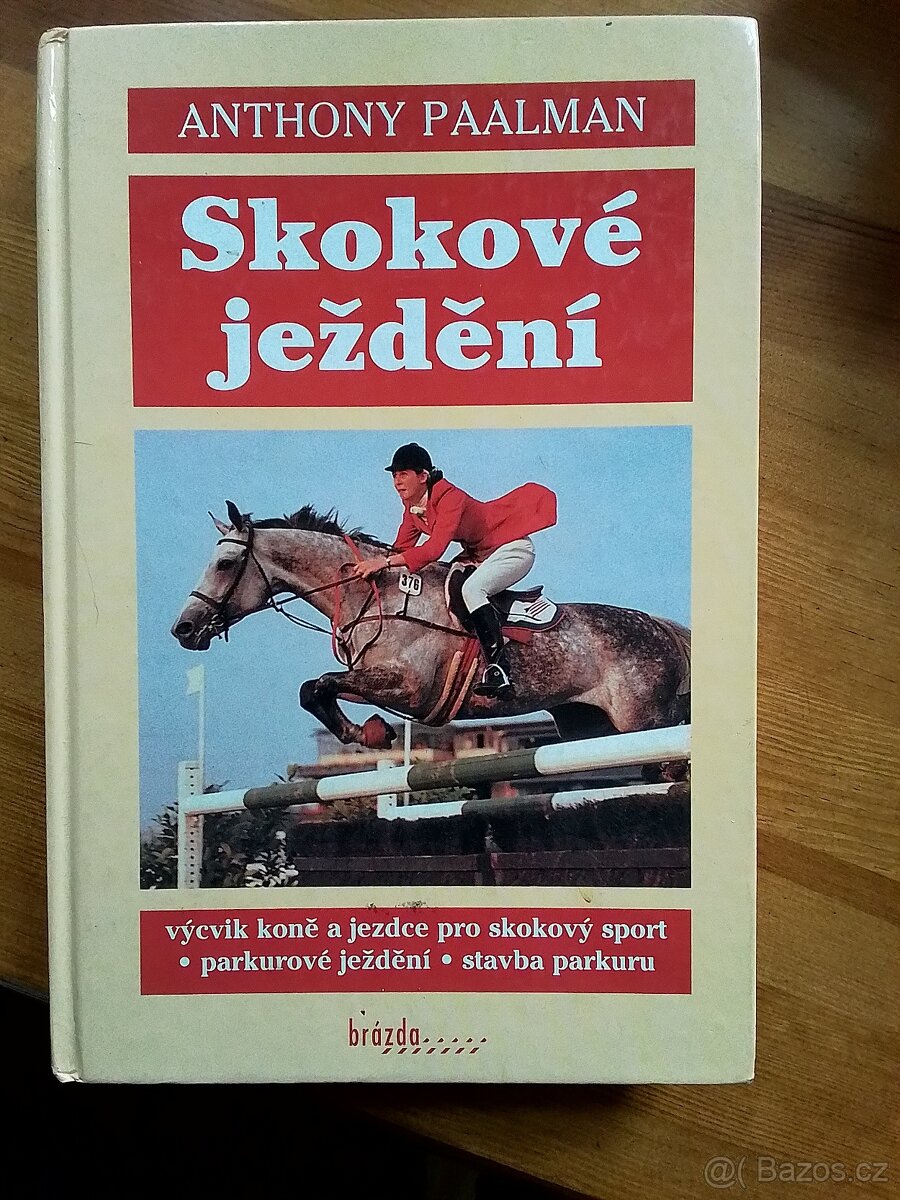 ANTHONY PAALMAN
Skokové
ježdění
376
výcvik koně a jezdce pro skokový sport
• parkurové ježdění • stavba parkuru
brázda......
@( Bazos.cz